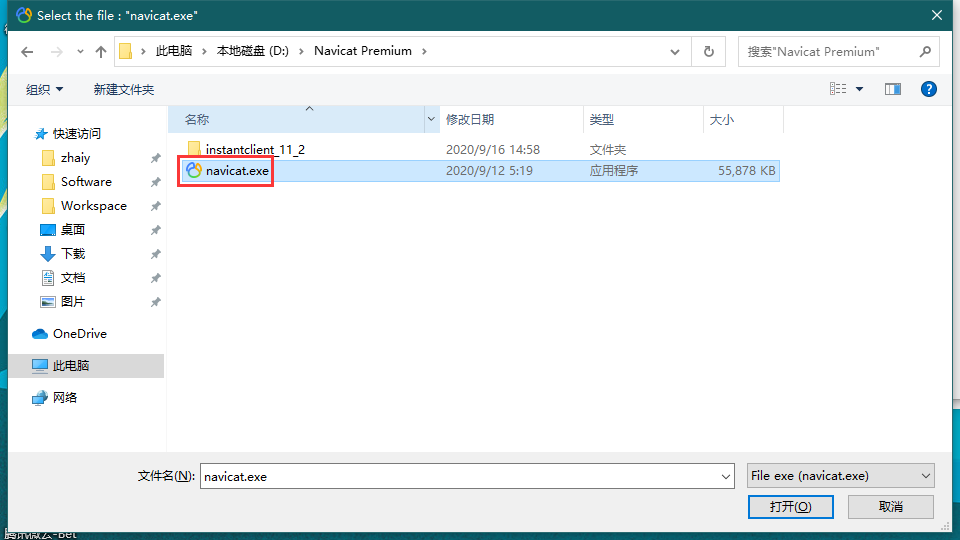 Select the file : "navicat.exe"
此电脑 本地磁盘 (D:) Navicat Premium
搜索"Navicat Premium"
组织 新建文件夹
名称 修改日期 类型 大小
instantclient_11_2 2020/9/16 14:58 文件夹
navicat.exe 2020/9/12 5:19 应用程序 55,878 KB
快速访问
zhaiy
Software
Workspace
桌面
下载
文档
图片
OneDrive
此电脑
网络
文件名(N): navicat.exe
File exe (navicat.exe)
打开(O) 取消